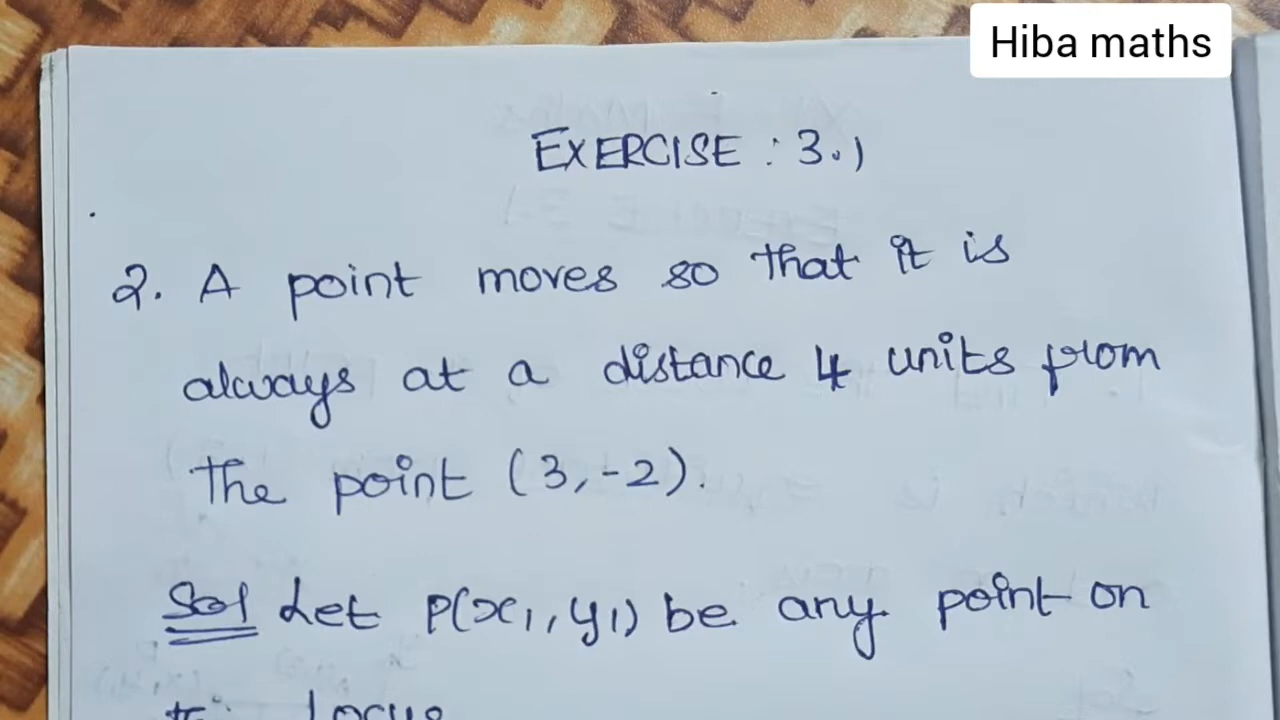 Hiba maths
EXERCISE : 3.1
2. A point moves so that it is
always at a distance 4 units from
the point (3,-2).
Sol Let P(x1, y1) be any point on
locus